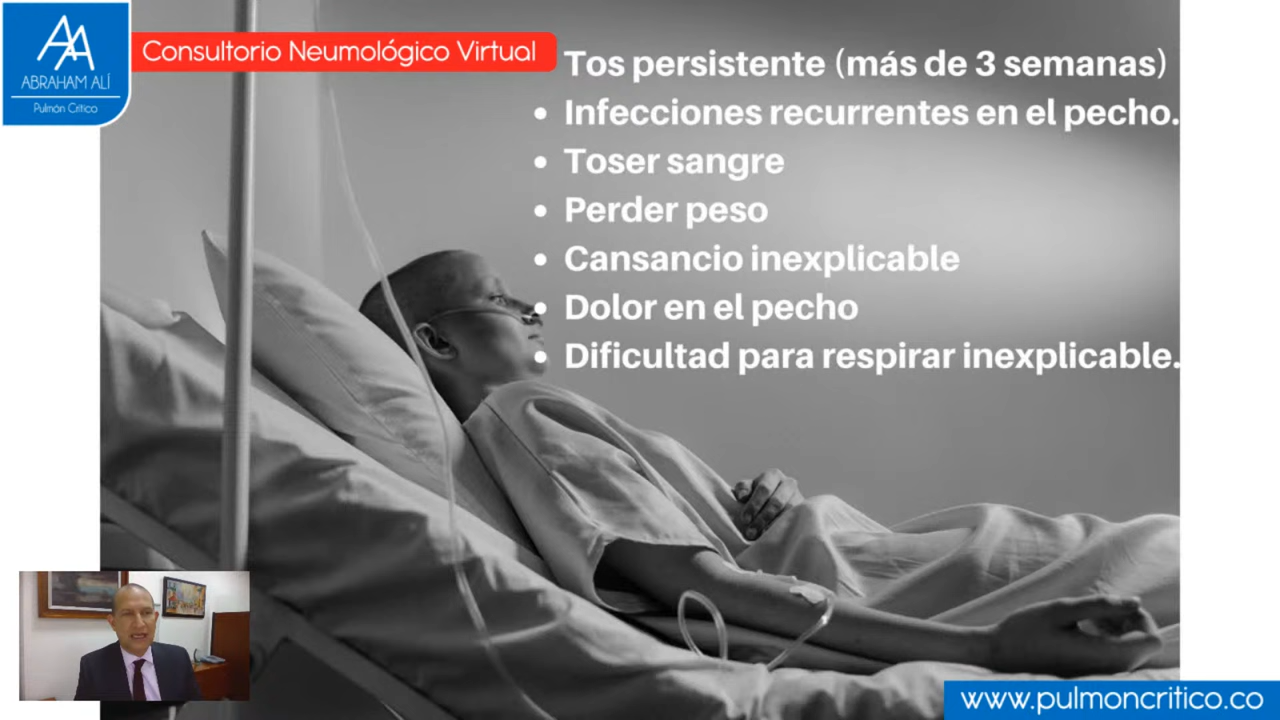 AA
ABRAHAM ALÍ
Pulmón Crítico
Consultorio Neumológico Virtual
Tos persistente (más de 3 semanas)
• Infecciones recurrentes en el pecho.
• Toser sangre
• Perder peso
• Cansancio inexplicable
• Dolor en el pecho
• Dificultad para respirar inexplicable.
www.pulmoncritico.co